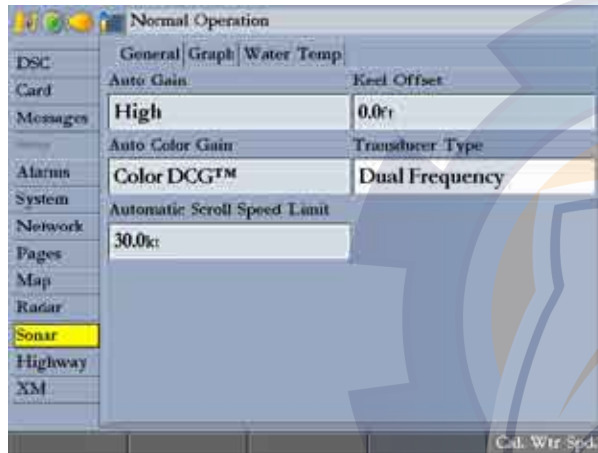 Normal Operation
DSC
Card
Messages
Alarms
System
Network
Pages
Map
Radar
Sonar
Highway
XM
General Graph Water Temp
Auto Gain
High
Keel Offset
0.0ft
Auto Color Gain
Color DCG™
Transducer Type
Dual Frequency
Automatic Scroll Speed Limit
30.0kt
Cal. Wtr Spd.